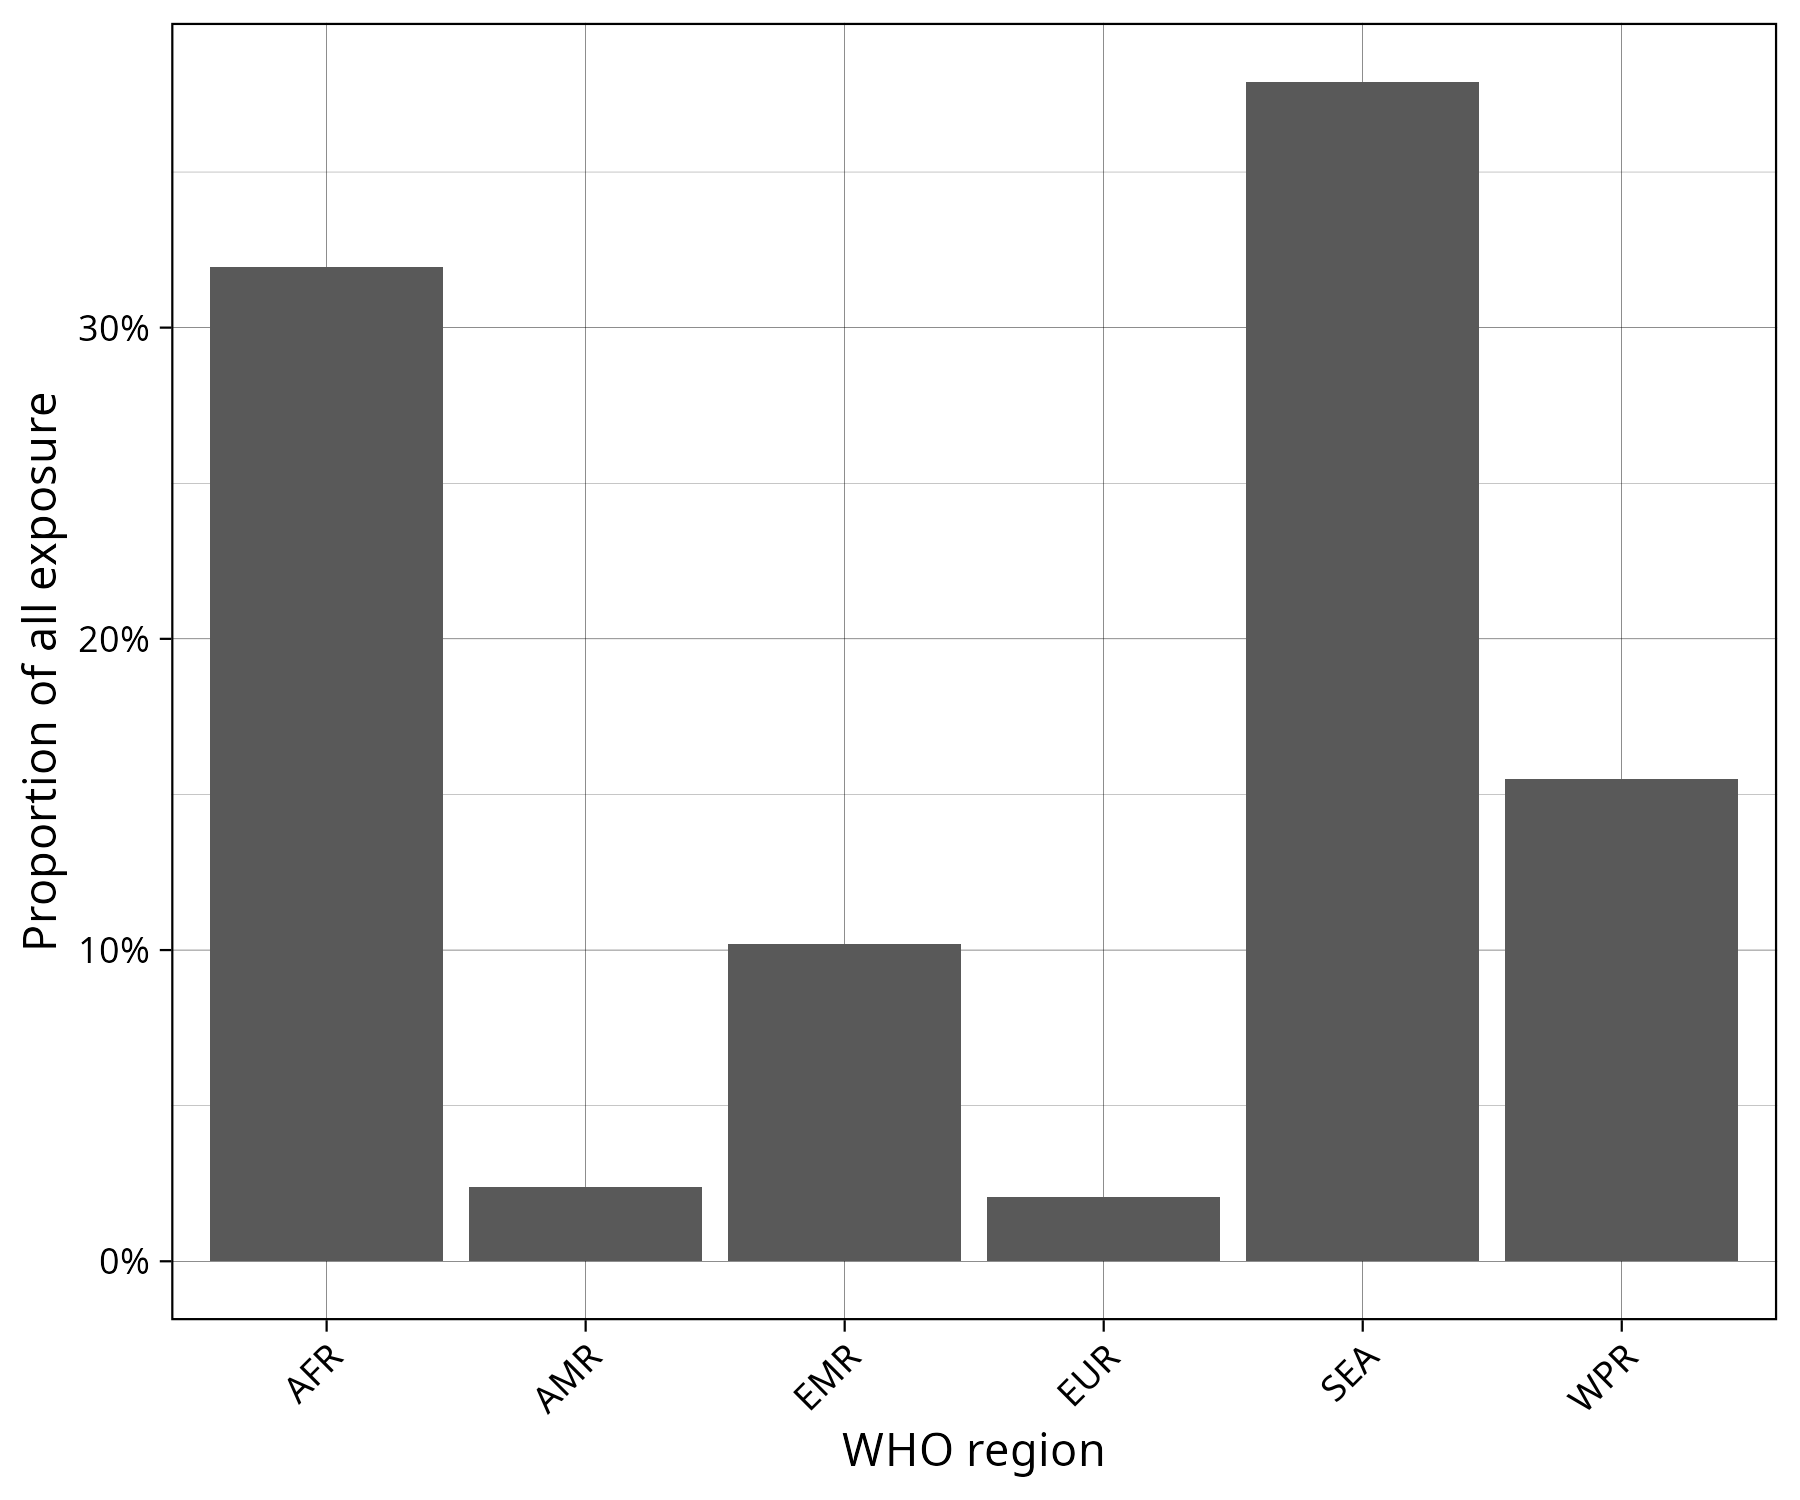 Proportion of all exposure
30%
20%
10%
0%
AFR
AMR
EMR
EUR
SEA
WPR
WHO region